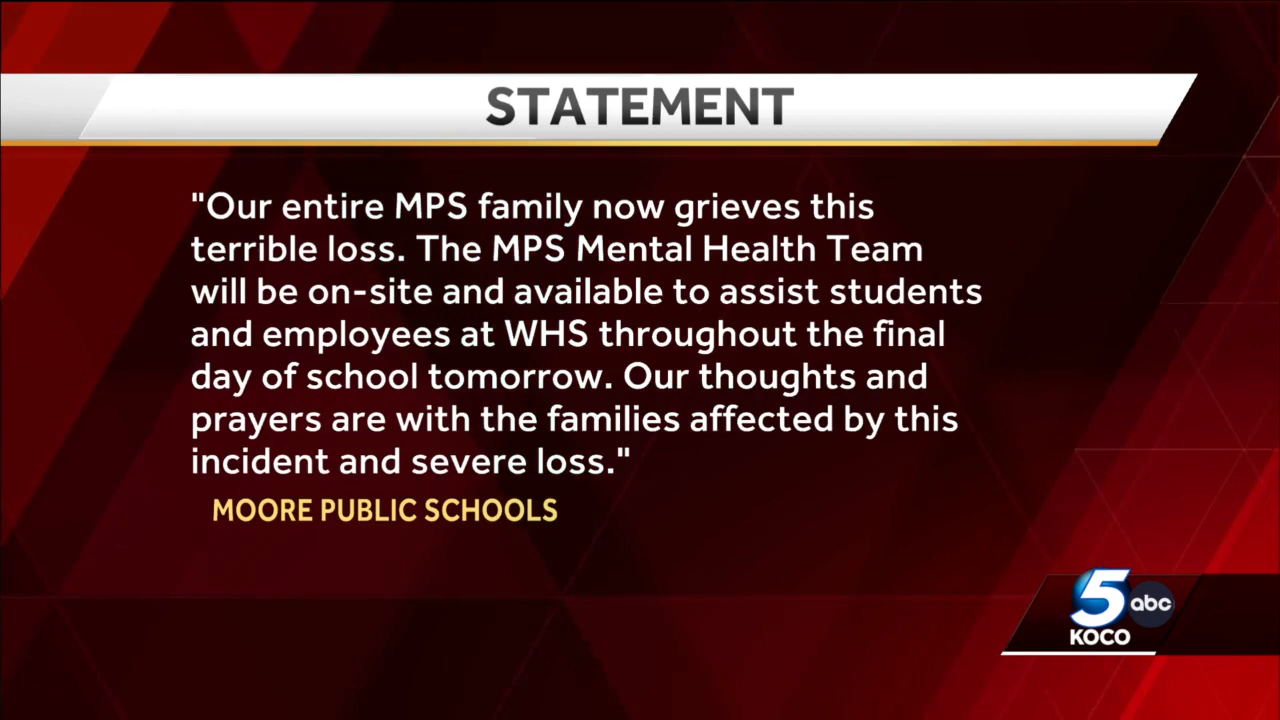 STATEMENT
"Our entire MPS family now grieves this
terrible loss. The MPS Mental Health Team
will be on-site and available to assist students
and employees at WHS throughout the final
day of school tomorrow. Our thoughts and
prayers are with the families affected by this
incident and severe loss."
MOORE PUBLIC SCHOOLS
5 abc
KOCO